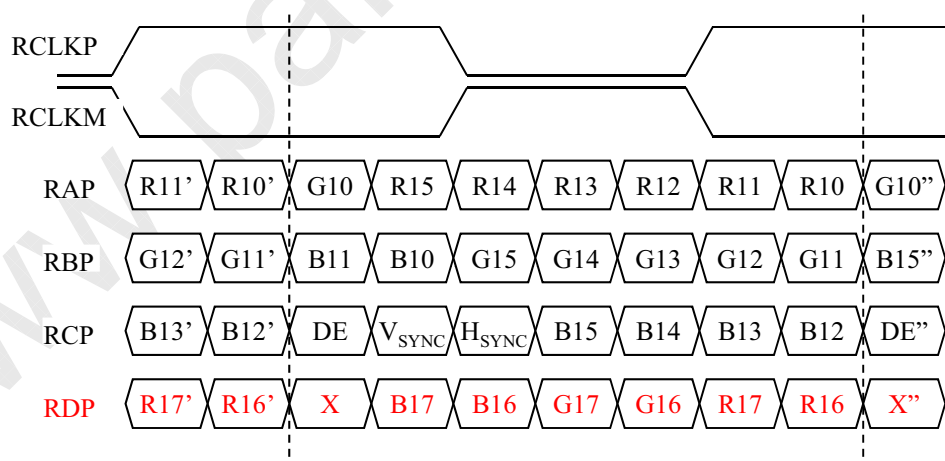 RCLKP
RCLKM
RAP R11’ R10’ G10 R15 R14 R13 R12 R11 R10 G10”
RBP G12’ G11’ B11 B10 G15 G14 G13 G12 G11 B15”
RCP B13’ B12’ DE VSYNC HSYNC B15 B14 B13 B12 DE”
RDP R17’ R16’ X B17 B16 G17 G16 R17 R16 X”